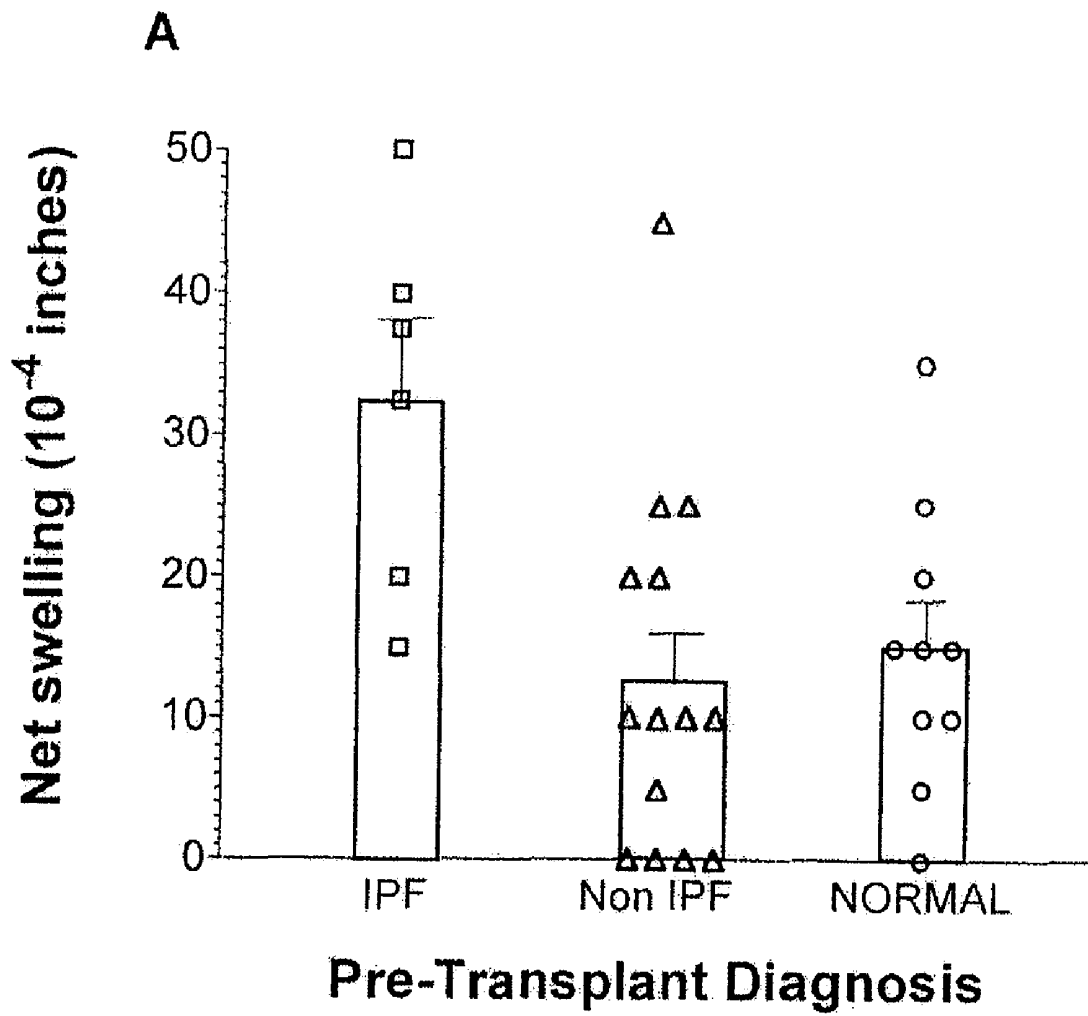 A
Net swelling (10⁻⁴ inches)
50
40
30
20
10
0
IPF Non IPF NORMAL
Pre-Transplant Diagnosis